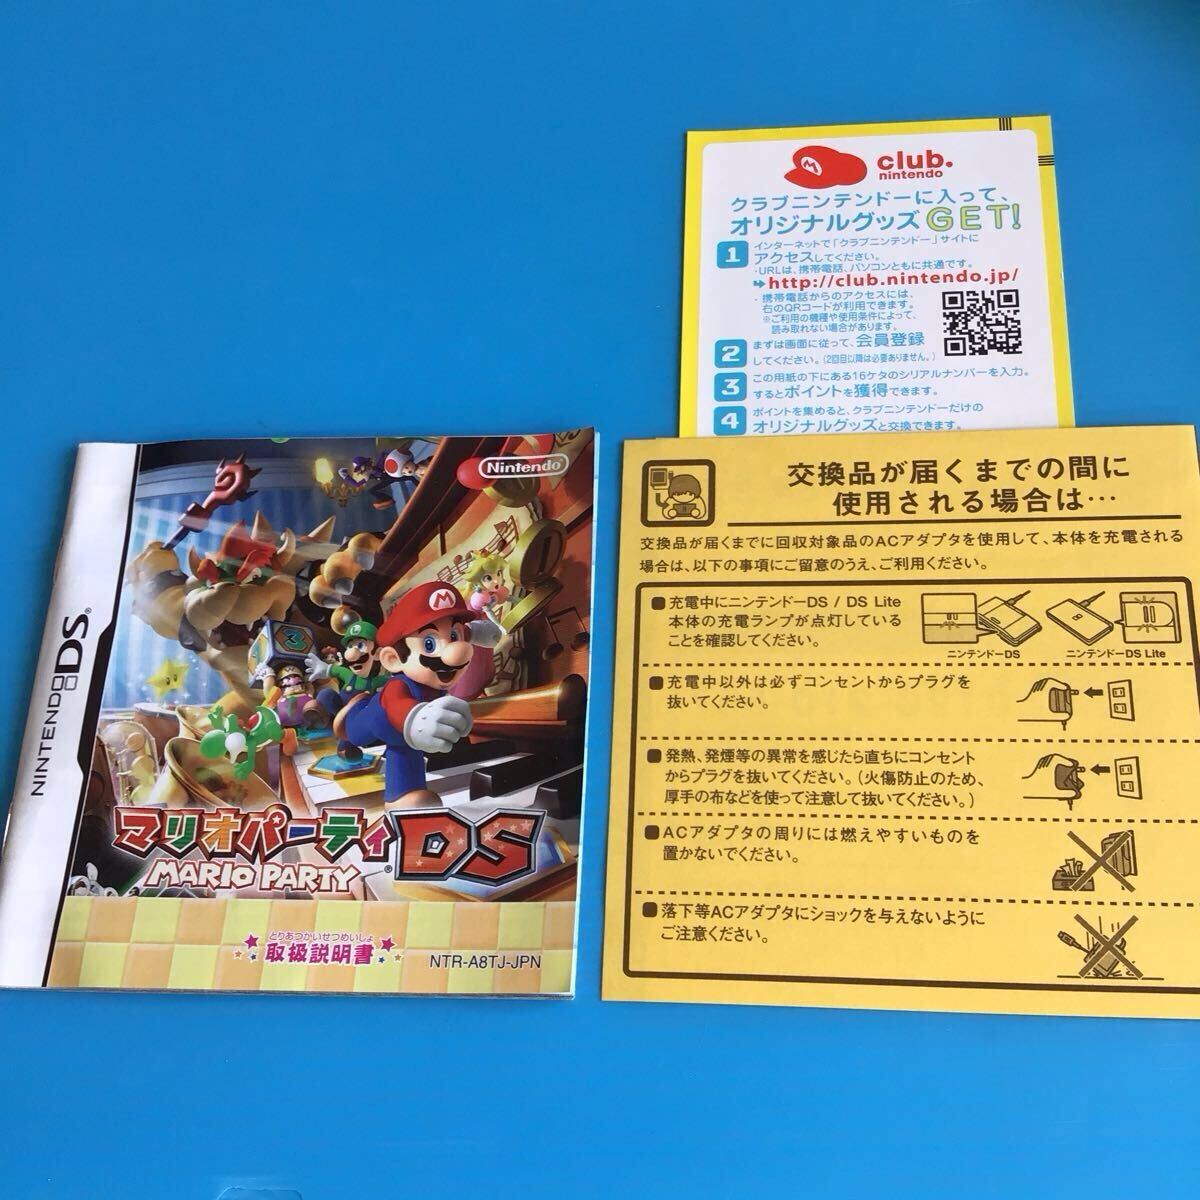 club.
nintendo
クラブニンテンドーに入って、
オリジナルグッズGET!
1 インターネットで「クラブニンテンドー」サイトに
アクセスしてください。
・URLは、携帯電話、パソコンともに共通です。
➡http://club.nintendo.jp/
・携帯電話からのアクセスには、
右のQRコードが利用できます。
※ご利用の機種や使用条件によって、
読み取れない場合があります。
2 まずは画面に従って、会員登録
してください。(2回目以降は必要ありません。)
3 この用紙の下にある16ケタのシリアルナンバーを入力。
するとポイントを獲得できます。
4 ポイントを集めると、クラブニンテンドーだけの
オリジナルグッズと交換できます。
NINTENDO DS®
Nintendo
M
3
マリオパーティDS
MARIO PARTY®
とりあつかいせつめいしょ
取扱説明書
NTR-A8TJ-JPN
交換品が届くまでの間に
使用される場合は…
交換品が届くまでに回収対象品のACアダプタを使用して、本体を充電される
場合は、以下の事項にご留意のうえ、ご利用ください。
■充電中にニンテンドーDS / DS Lite
本体の充電ランプが点灯している
ことを確認してください。
ニンテンドーDS
ニンテンドーDS Lite
■充電中以外は必ずコンセントからプラグを
抜いてください。
■発熱、発煙等の異常を感じたら直ちにコンセント
からプラグを抜いてください。(火傷防止のため、
厚手の布などを使って注意して抜いてください。)
■ACアダプタの周りには燃えやすいものを
置かないでください。
■落下等ACアダプタにショックを与えないように
ご注意ください。